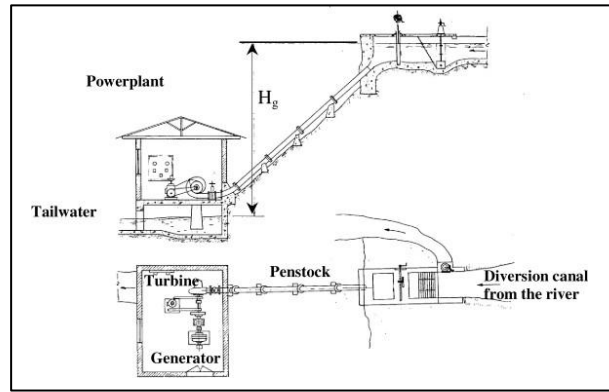 Powerplant
Hg
Tailwater
Turbine
Penstock
Diversion canal
from the river
Generator